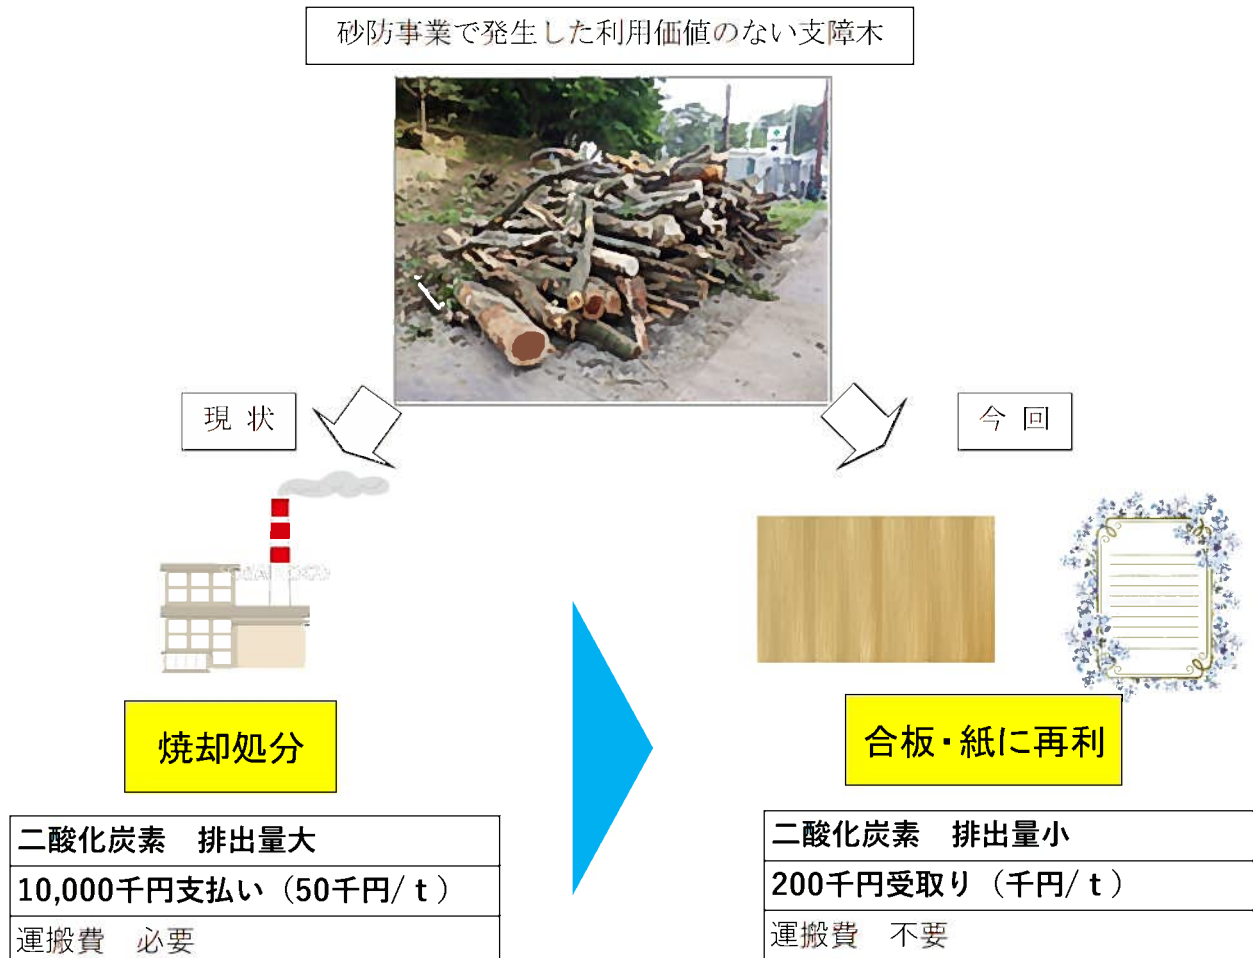 砂防事業で発生した利用価値のない支障木
現 状
今 回
焼却処分
合板・紙に再利
二酸化炭素　排出量大
10,000千円支払い（50千円/ｔ）
運搬費　必要
二酸化炭素　排出量小
200千円受取り（千円/ｔ）
運搬費　不要